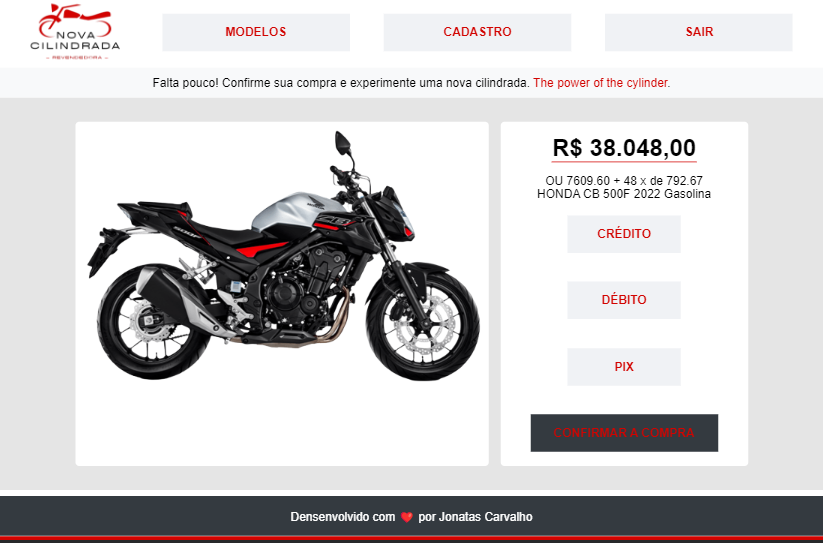 NOVA
CILINDRADA
REVENDEDORA
MODELOS
CADASTRO
SAIR
Falta pouco! Confirme sua compra e experimente uma nova cilindrada. The power of the cylinder.
R$ 38.048,00
OU 7609.60 + 48 x de 792.67
HONDA CB 500F 2022 Gasolina
CRÉDITO
DÉBITO
PIX
CONFIRMAR A COMPRA
500F
Densenvolvido com ❤️ por Jonatas Carvalho